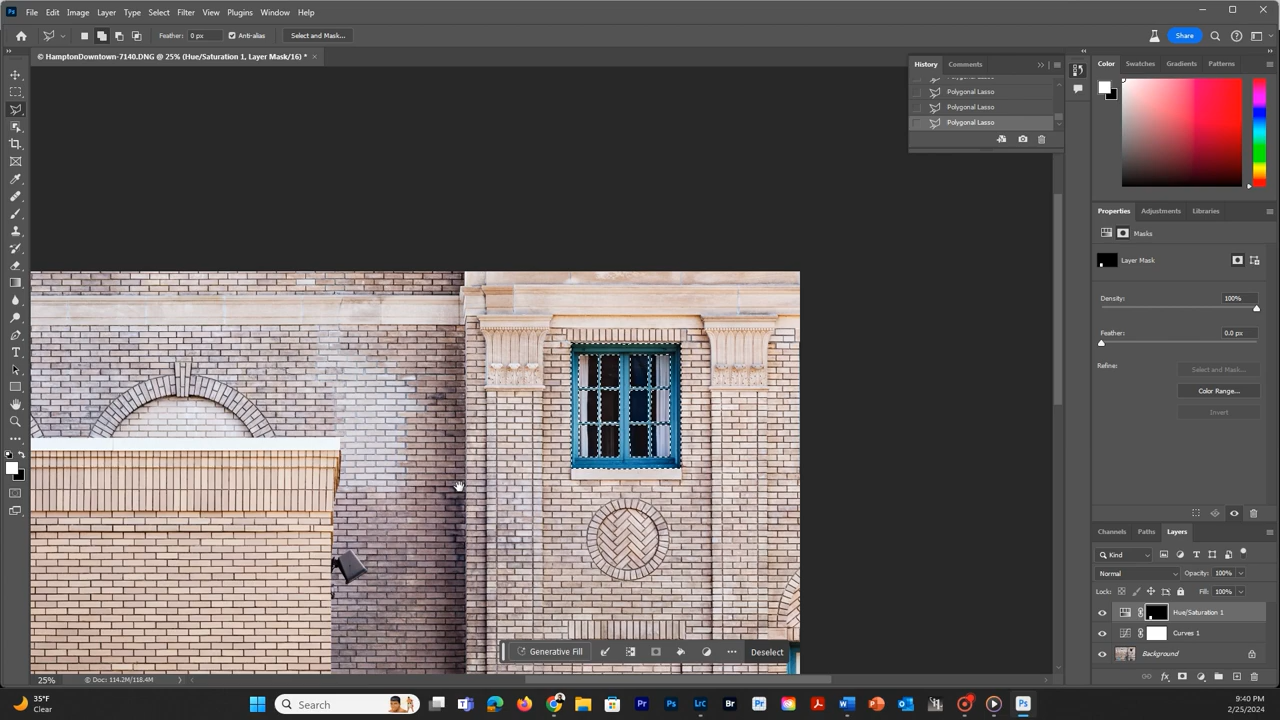 File Edit Image Layer Type Select Filter View Plugins Window Help
Feather: 0 px Anti-alias Select and Mask... Share
© HamptonDowntown-7140.DNG @ 25% (Hue/Saturation 1, Layer Mask/16) *
History Comments
Polygonal Lasso
Polygonal Lasso
Polygonal Lasso
Color Swatches Gradients Patterns
Properties Adjustments Libraries
Masks
Layer Mask
Density: 100%
Feather: 0.0 px
Refine: Select and Mask...
Color Range...
Invert
Channels Paths Layers
Kind
Normal Opacity: 100%
Lock: Fill: 100%
Hue/Saturation 1
Curves 1
Background
Generative Fill Deselect
25% Doc: 114.2M/118.4M
35°F
Clear
Search
9:40 PM
2/25/2024